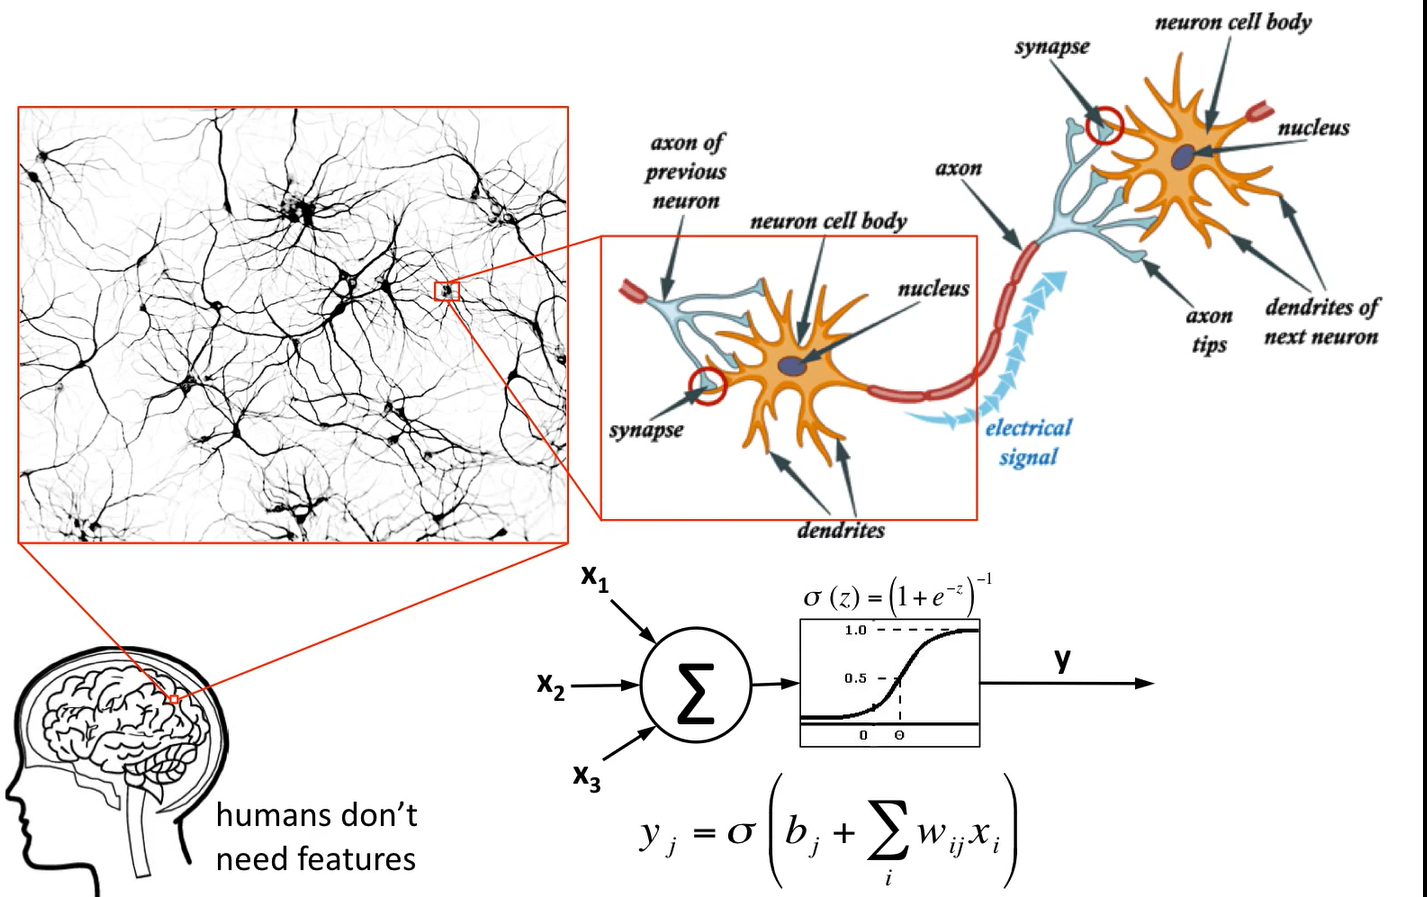 neuron cell body
synapse
nucleus
axon of
previous
neuron
axon
neuron cell body
nucleus
axon
tips
dendrites of
next neuron
synapse
electrical
signal
dendrites
x₁
x₂
x₃
Σ
σ (z) = (1 + e⁻ᶻ)⁻¹
1.0
0.5
0 Θ
y
y_j = σ (b_j + ∑_i w_ij x_i)
humans don’t
need features